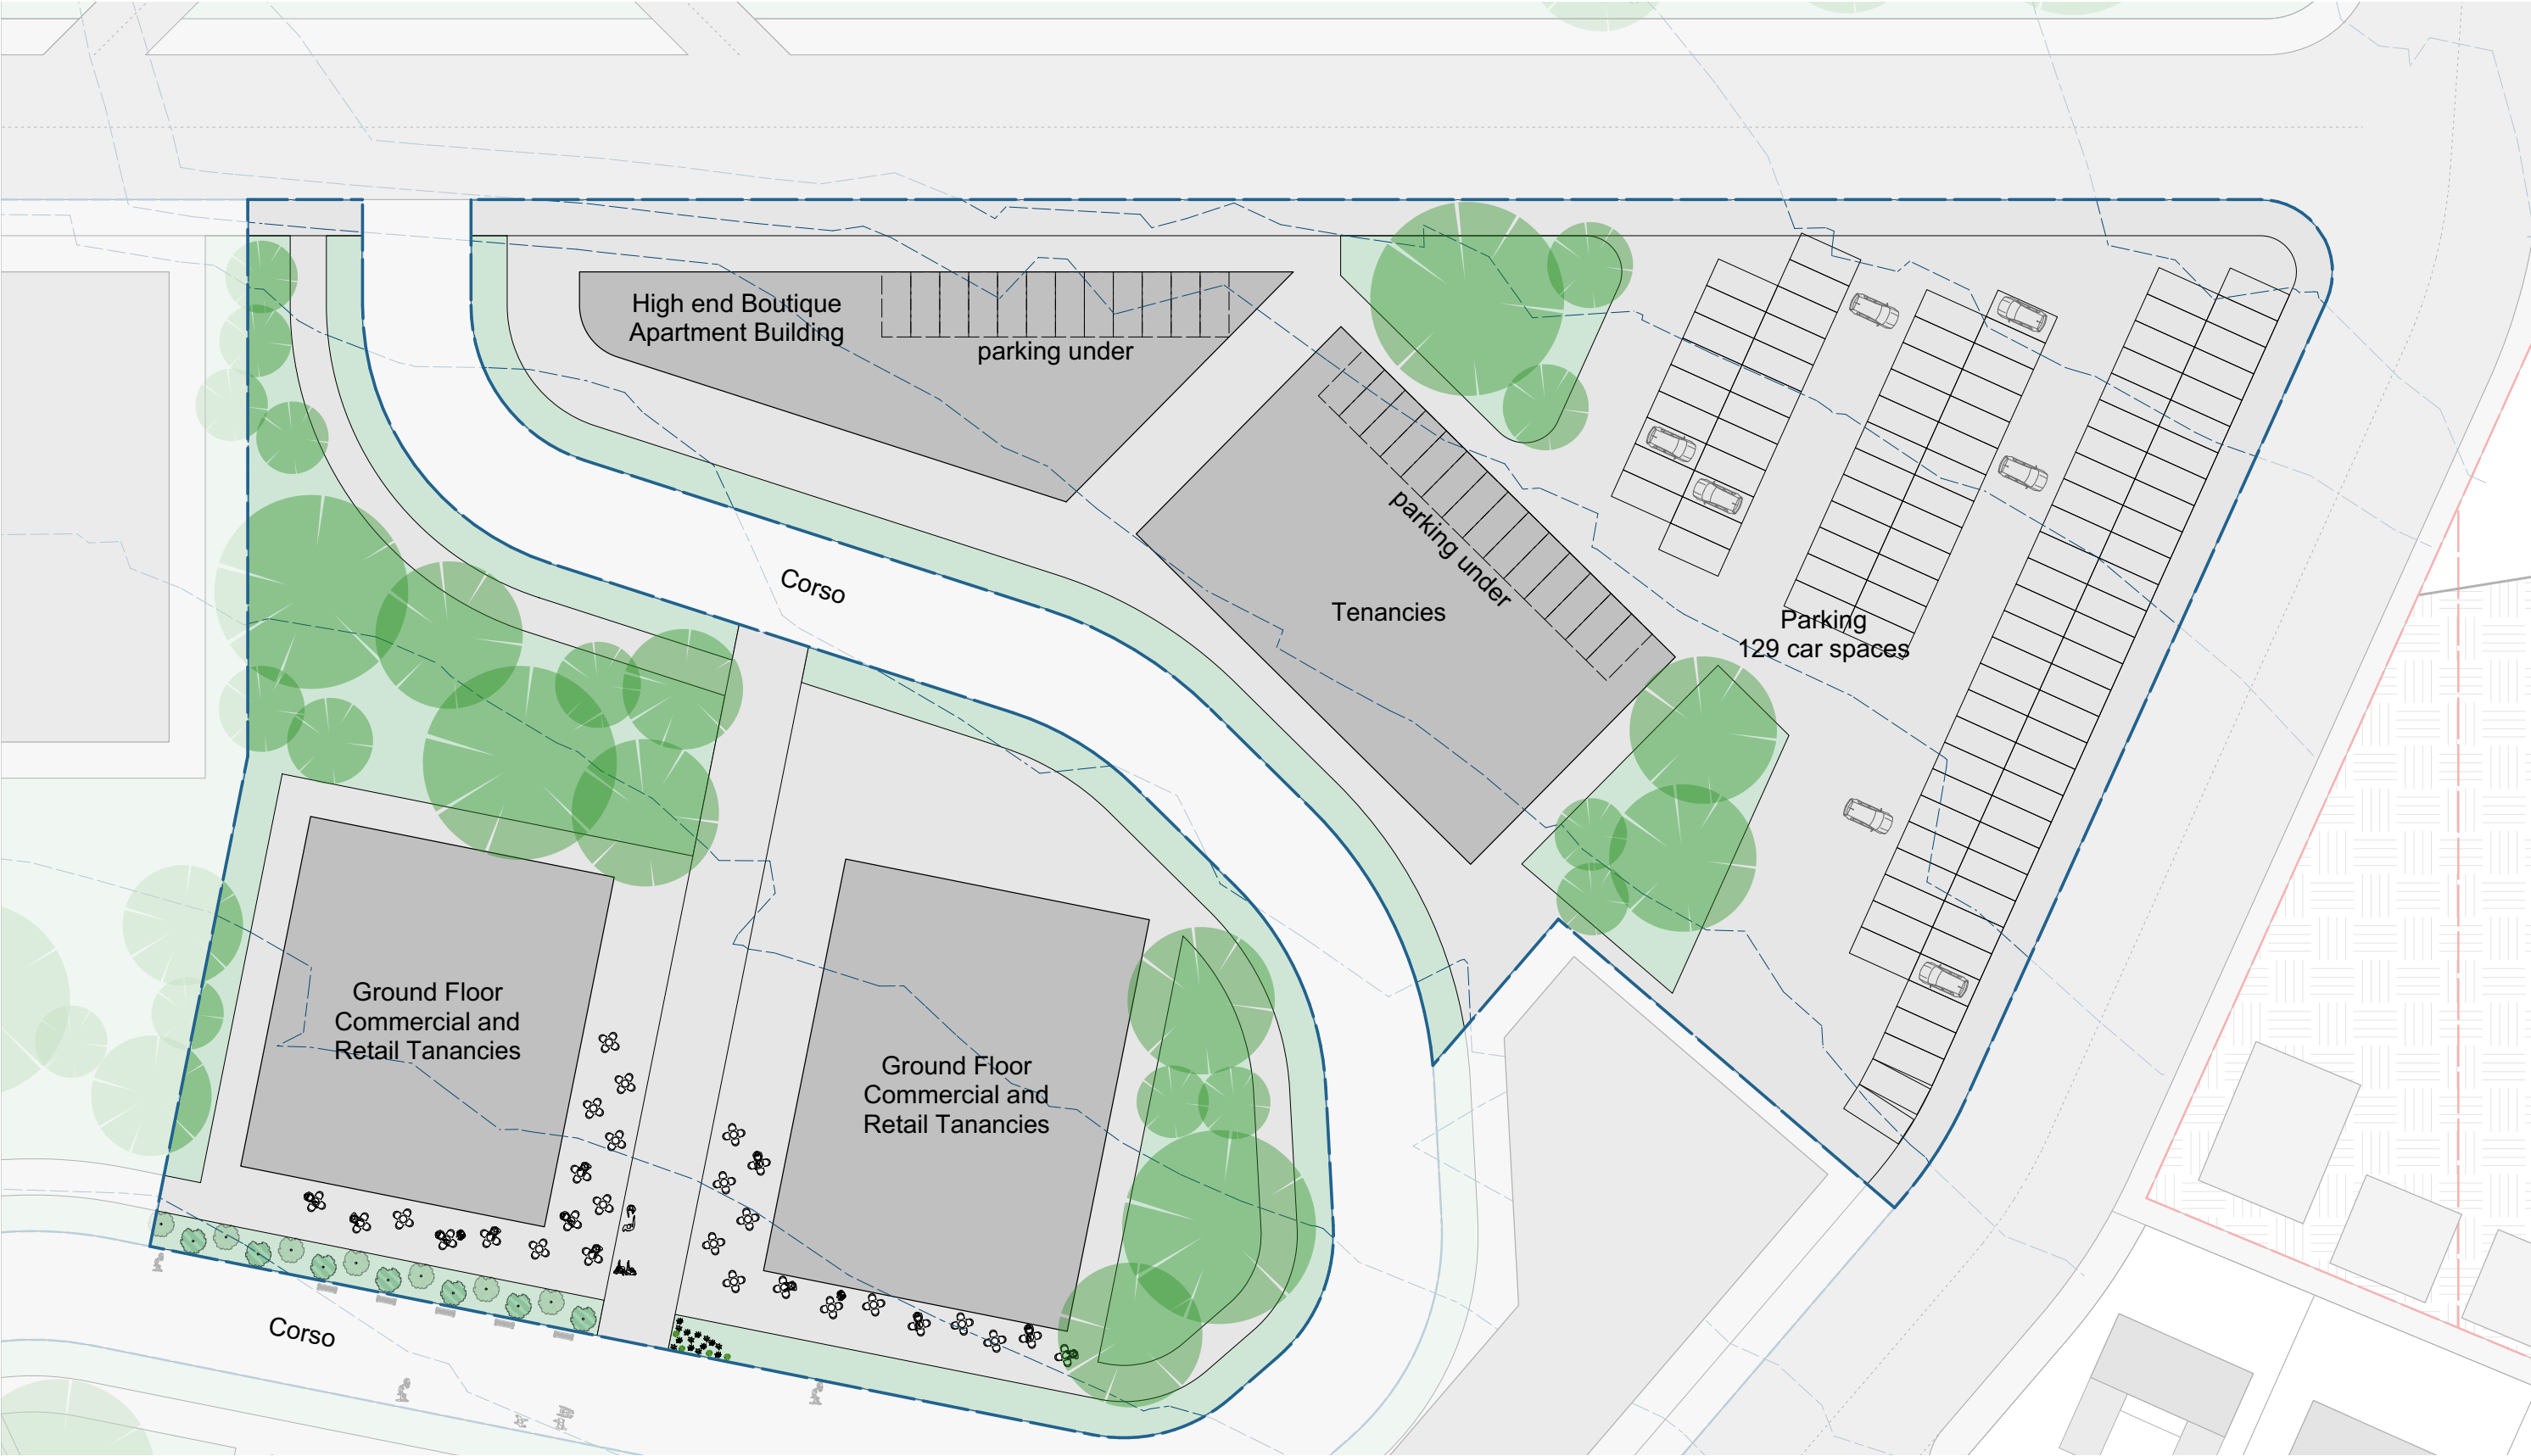 High end Boutique
Apartment Building
parking under
parking under
Corso
Tenancies
Parking
129 car spaces
Ground Floor
Commercial and
Retail Tanancies
Ground Floor
Commercial and
Retail Tanancies
Corso